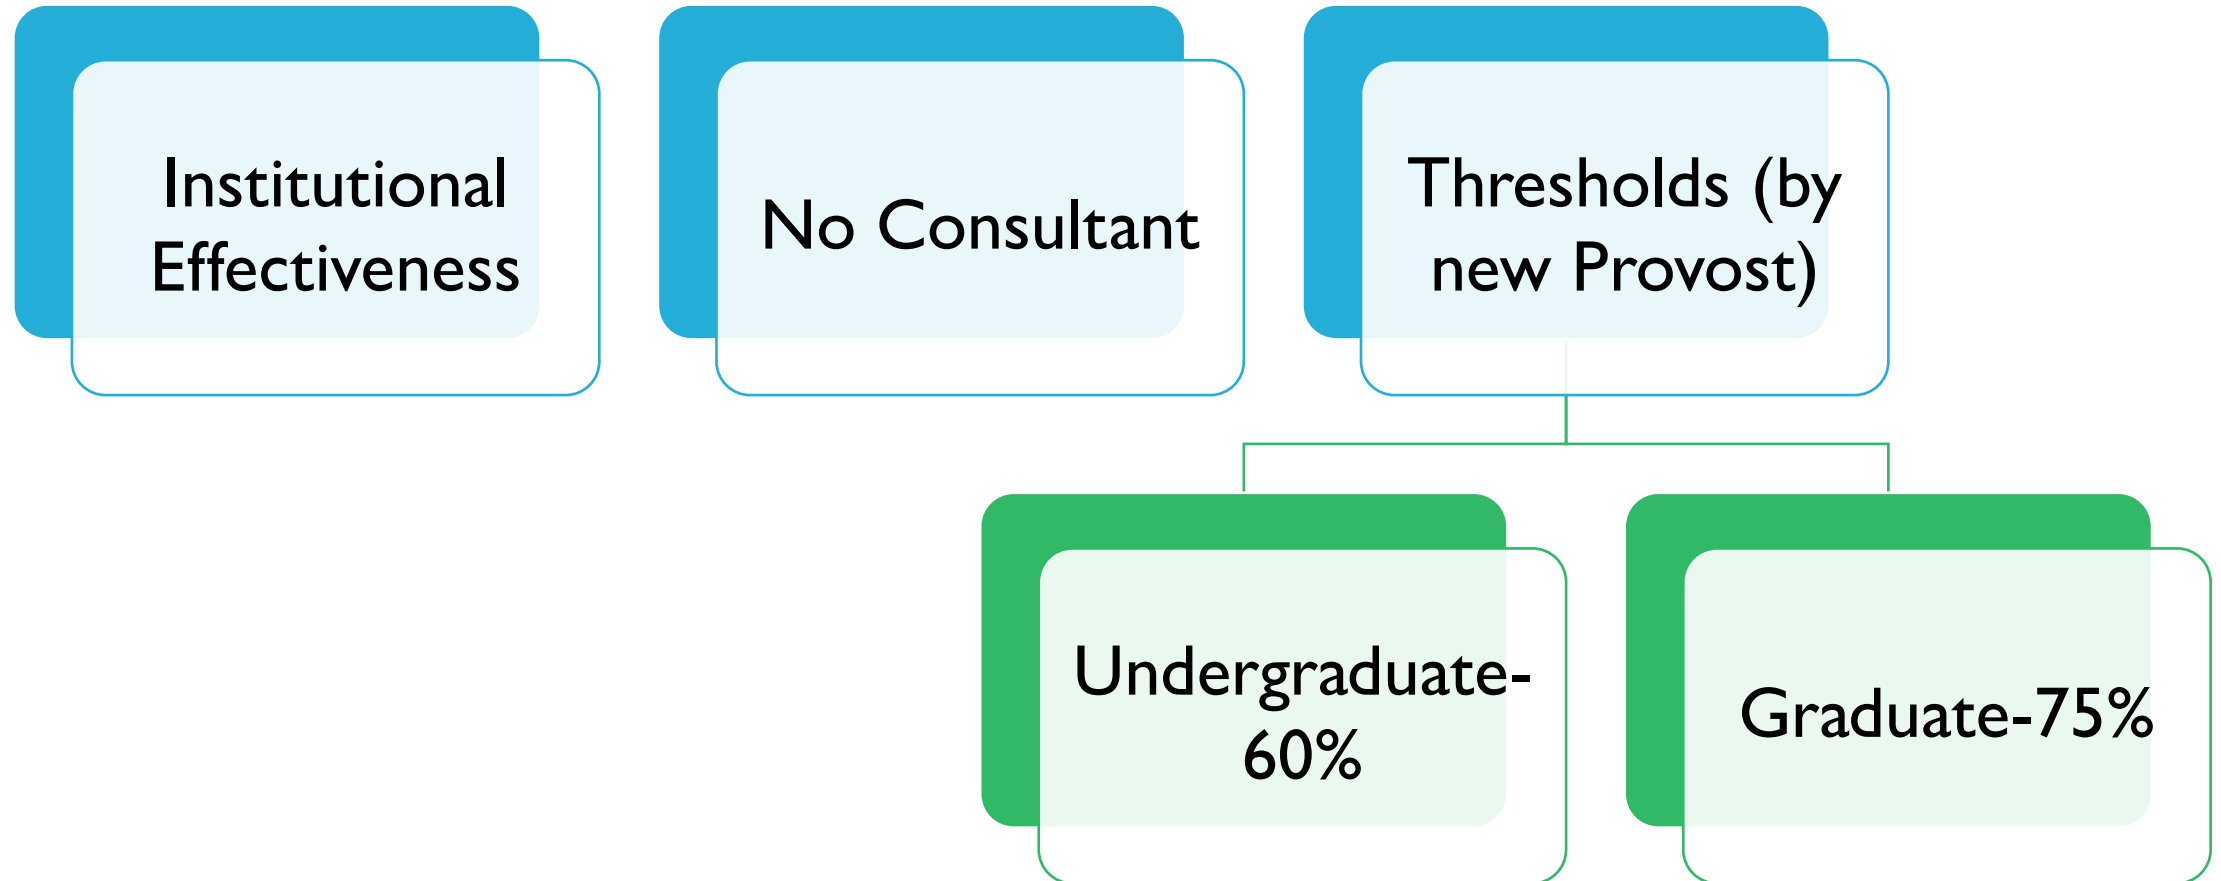 Institutional
Effectiveness
No Consultant
Thresholds (by
new Provost)
Undergraduate-
60%
Graduate-75%